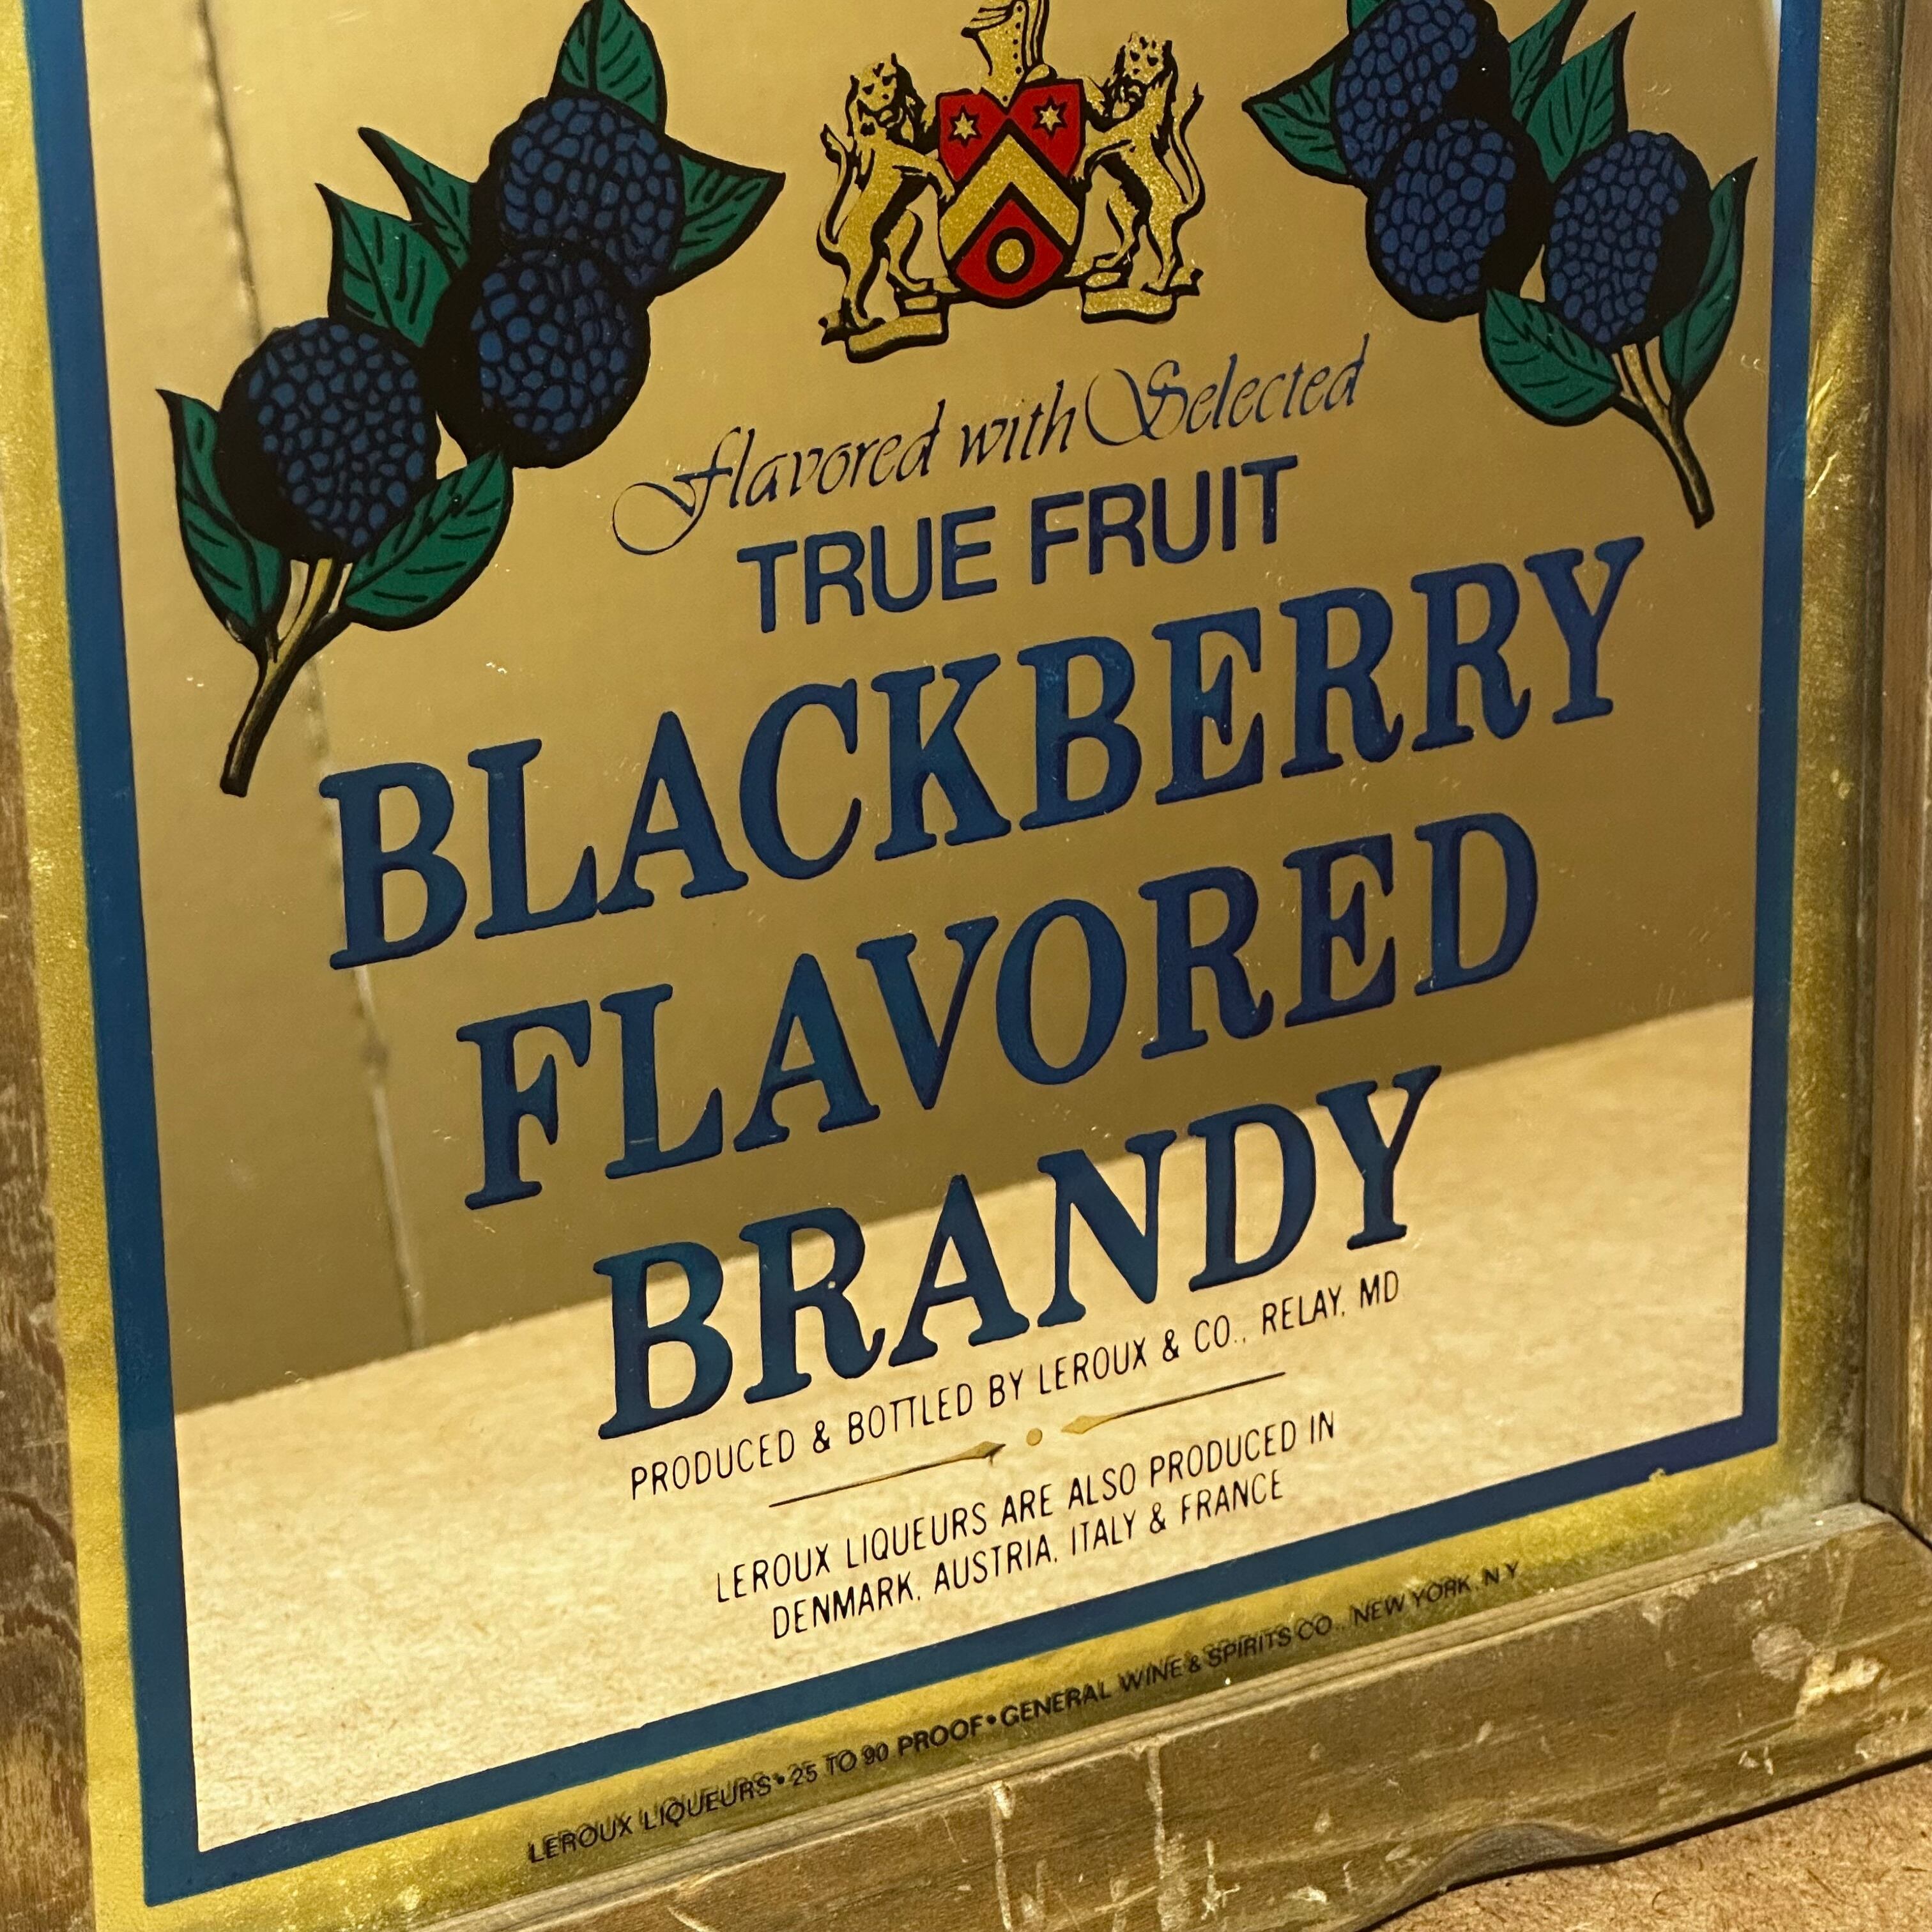 Flavored with Selected
TRUE FRUIT
BLACKBERRY
FLAVORED
BRANDY
PRODUCED & BOTTLED BY LEROUX & CO., RELAY, MD
LEROUX LIQUEURS ARE ALSO PRODUCED IN
DENMARK, AUSTRIA, ITALY & FRANCE
LEROUX LIQUEURS • 25 TO 90 PROOF • GENERAL WINE & SPIRITS CO., NEW YORK, N Y